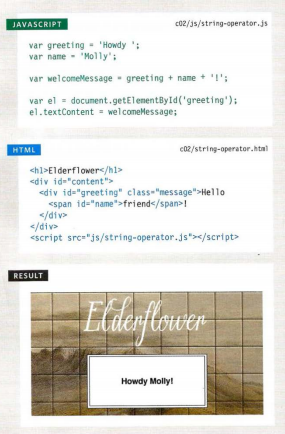 JAVASCRIPT
c02/js/string-operator.js
var greeting = 'Howdy ';
var name = 'Molly';
var welcomeMessage = greeting + name + '!';
var el = document.getElementById('greeting');
el.textContent = welcomeMessage;
HTML
c02/string-operator.html
<h1>Elderflower</h1>
<div id="content">
<div id="greeting" class="message">Hello
<span id="name">friend</span>!
</div>
</div>
<script src="js/string-operator.js"></script>
RESULT
Elderflower
Howdy Molly!